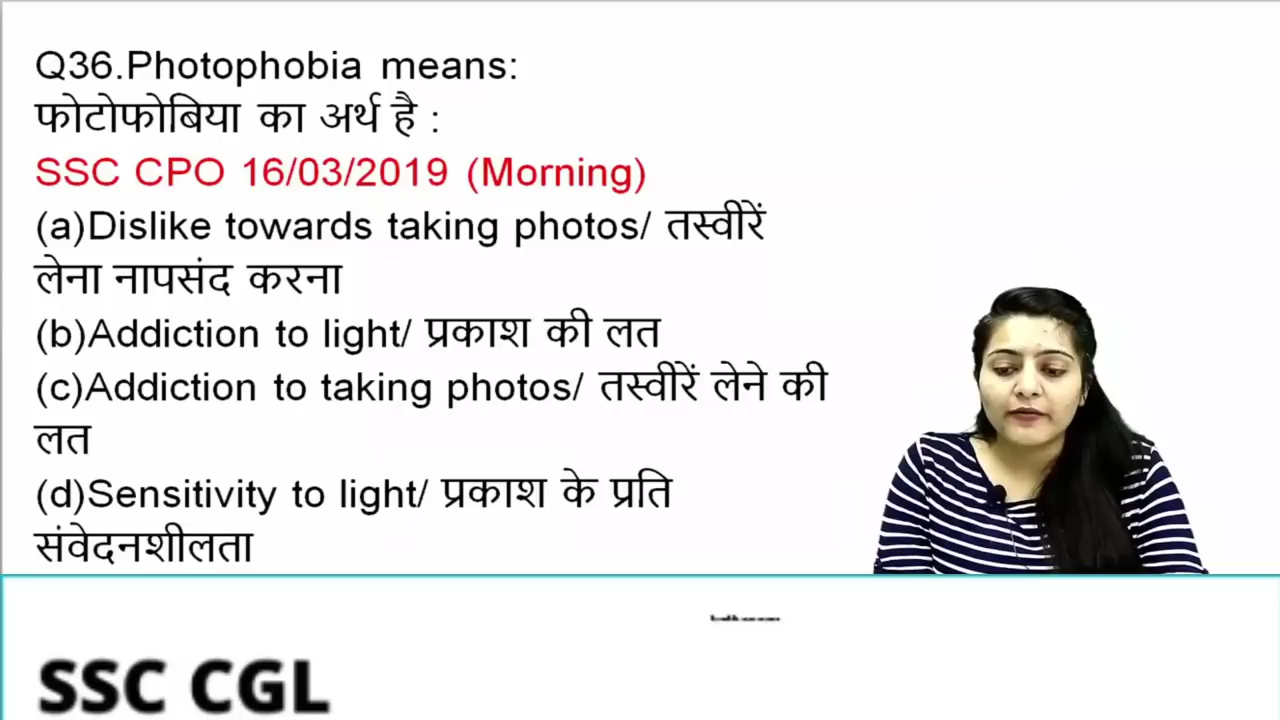 Q36.Photophobia means:
फोटोफोबिया का अर्थ है :
SSC CPO 16/03/2019 (Morning)
(a)Dislike towards taking photos/ तस्वीरें
लेना नापसंद करना
(b)Addiction to light/ प्रकाश की लत
(c)Addiction to taking photos/ तस्वीरें लेने की
लत
(d)Sensitivity to light/ प्रकाश के प्रति
संवेदनशीलता
SSC CGL